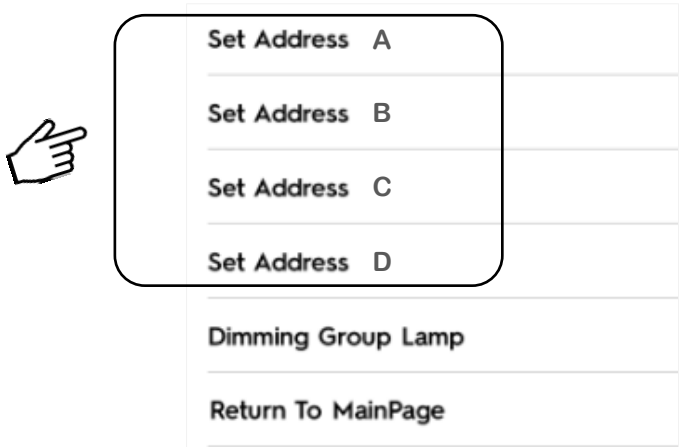 Set Address A
Set Address B
Set Address C
Set Address D
Dimming Group Lamp
Return To MainPage